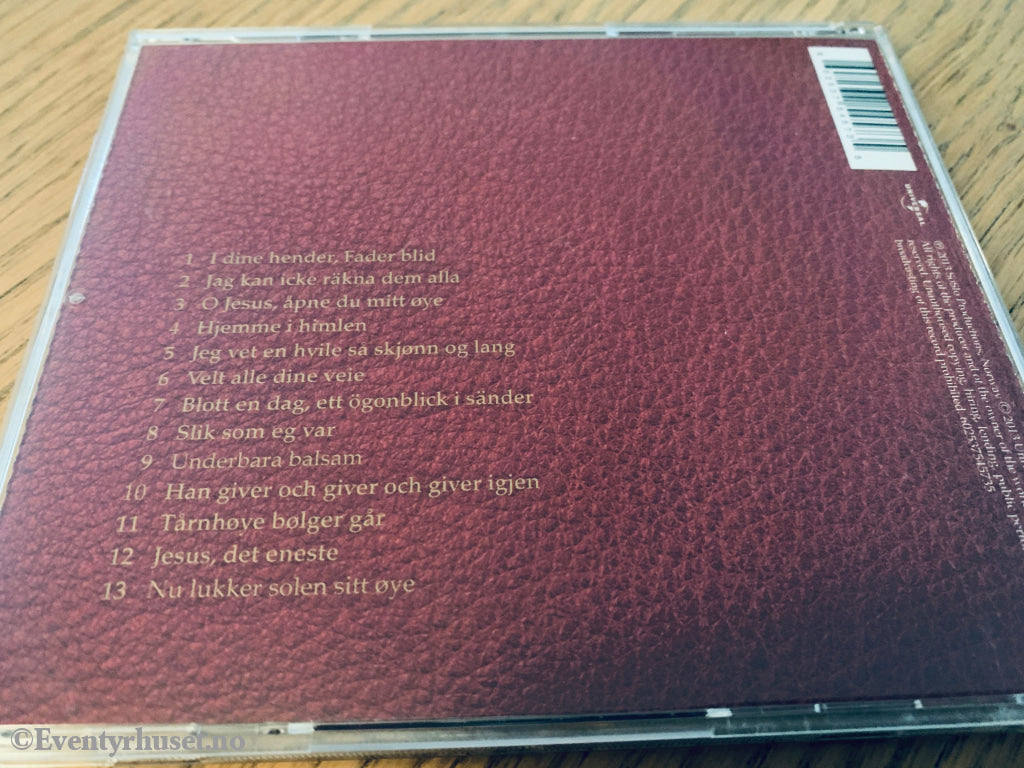 1 I dine hender, Fader blid
2 Jag kan icke räkna dem alla
3 O Jesus, åpne du mitt øye
4 Hjemme i himlen
5 Jeg vet en hvile så skjønn og lang
6 Velt alle dine veie
7 Blott en dag, ett ögonblick i sänder
8 Slik som eg var
9 Underbara balsam
10 Han giver och giver och giver igjen
11 Tårnhøye bølger går
12 Jesus, det eneste
13 Nu lukker solen sitt øye
©Eventyrhuset.no